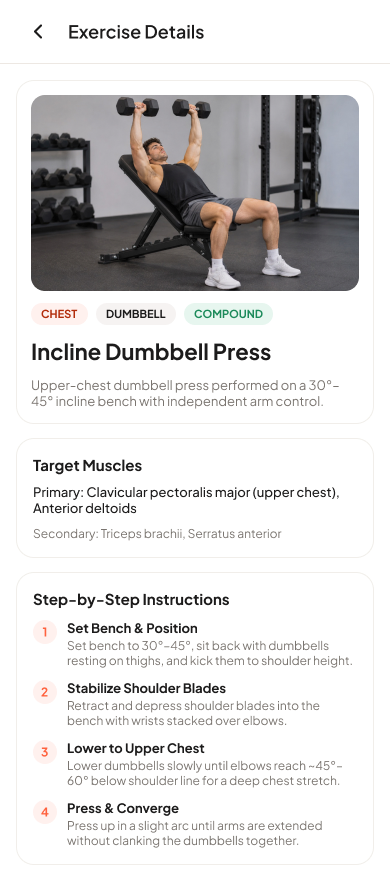 Exercise Details
CHEST
DUMBBELL
COMPOUND
Incline Dumbbell Press
Upper-chest dumbbell press performed on a 30°–
45° incline bench with independent arm control.
Target Muscles
Primary: Clavicular pectoralis major (upper chest),
Anterior deltoids
Secondary: Triceps brachii, Serratus anterior
Step-by-Step Instructions
1
Set Bench & Position
Set bench to 30°–45°, sit back with dumbbells
resting on thighs, and kick them to shoulder height.
2
Stabilize Shoulder Blades
Retract and depress shoulder blades into the
bench with wrists stacked over elbows.
3
Lower to Upper Chest
Lower dumbbells slowly until elbows reach ~45°–
60° below shoulder line for a deep chest stretch.
4
Press & Converge
Press up in a slight arc until arms are extended
without clanking the dumbbells together.